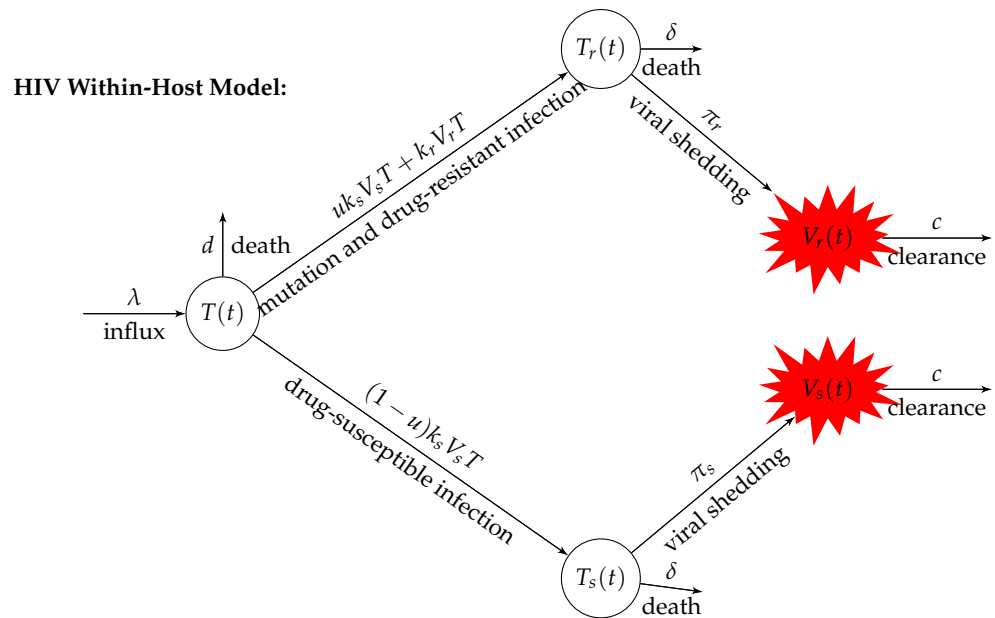 HIV Within-Host Model:
T_r(t)
δ
death
π_r
viral shedding
uk_sV_sT + k_rV_rT
mutation and drug-resistant infection
V_r(t)
c
clearance
d
death
λ
influx
T(t)
(1 − u)k_sV_sT
drug-susceptible infection
V_s(t)
c
clearance
π_s
viral shedding
T_s(t)
δ
death